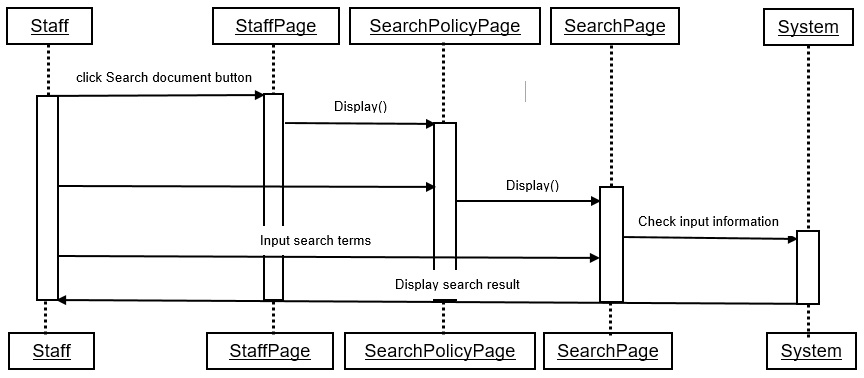 Staff
StaffPage
SearchPolicyPage
SearchPage
System
click Search document button
Display()
Display()
Check input information
Input search terms
Display search result
Staff
StaffPage
SearchPolicyPage
SearchPage
System